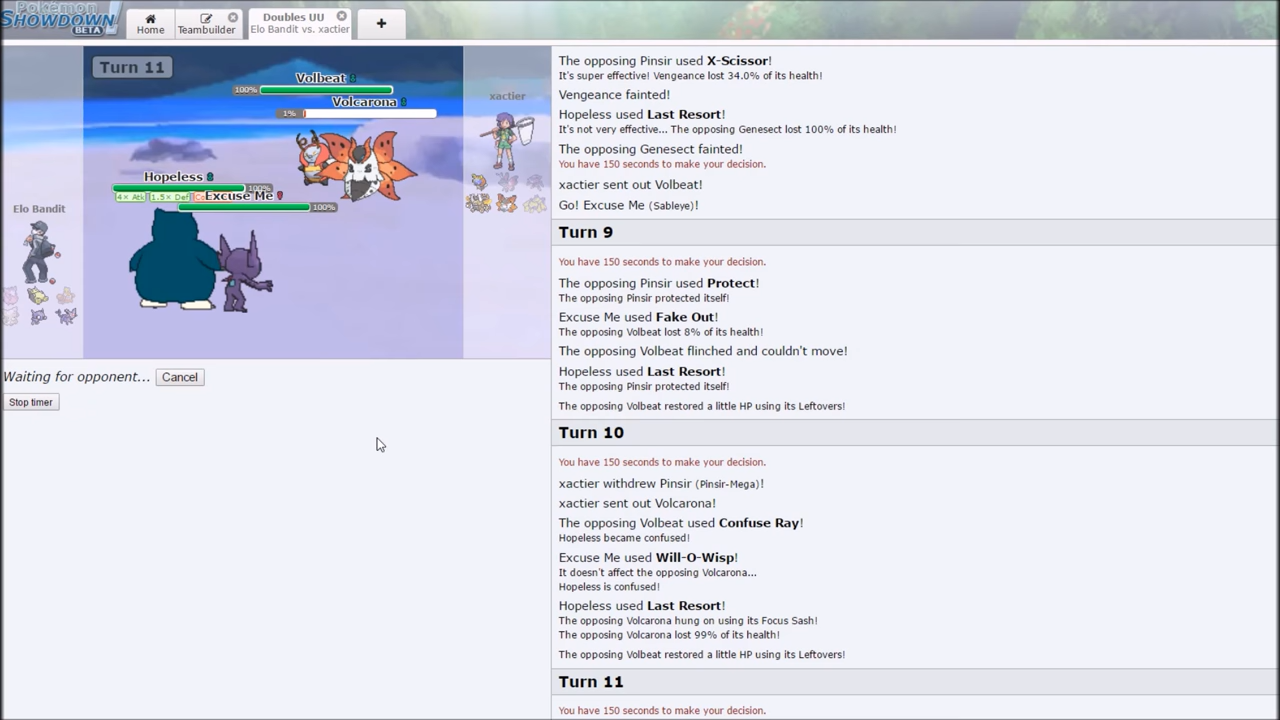 Pokémon
SHOWDOWN
BETA
Home
Teambuilder
Doubles UU
Elo Bandit vs. xactier
+
Turn 11
Volbeat
100%
Volcarona
1%
xactier
Hopeless
100%
4× Atk 1.5× Def
Excuse Me
100%
Elo Bandit
Waiting for opponent... Cancel
Stop timer
The opposing Pinsir used X-Scissor!
It's super effective! Vengeance lost 34.0% of its health!
Vengeance fainted!
Hopeless used Last Resort!
It's not very effective... The opposing Genesect lost 100% of its health!
The opposing Genesect fainted!
You have 150 seconds to make your decision.
xactier sent out Volbeat!
Go! Excuse Me (Sableye)!
Turn 9
You have 150 seconds to make your decision.
The opposing Pinsir used Protect!
The opposing Pinsir protected itself!
Excuse Me used Fake Out!
The opposing Volbeat lost 8% of its health!
The opposing Volbeat flinched and couldn't move!
Hopeless used Last Resort!
The opposing Pinsir protected itself!
The opposing Volbeat restored a little HP using its Leftovers!
Turn 10
You have 150 seconds to make your decision.
xactier withdrew Pinsir (Pinsir-Mega)!
xactier sent out Volcarona!
The opposing Volbeat used Confuse Ray!
Hopeless became confused!
Excuse Me used Will-O-Wisp!
It doesn't affect the opposing Volcarona...
Hopeless is confused!
Hopeless used Last Resort!
The opposing Volcarona hung on using its Focus Sash!
The opposing Volcarona lost 99% of its health!
The opposing Volbeat restored a little HP using its Leftovers!
Turn 11
You have 150 seconds to make your decision.